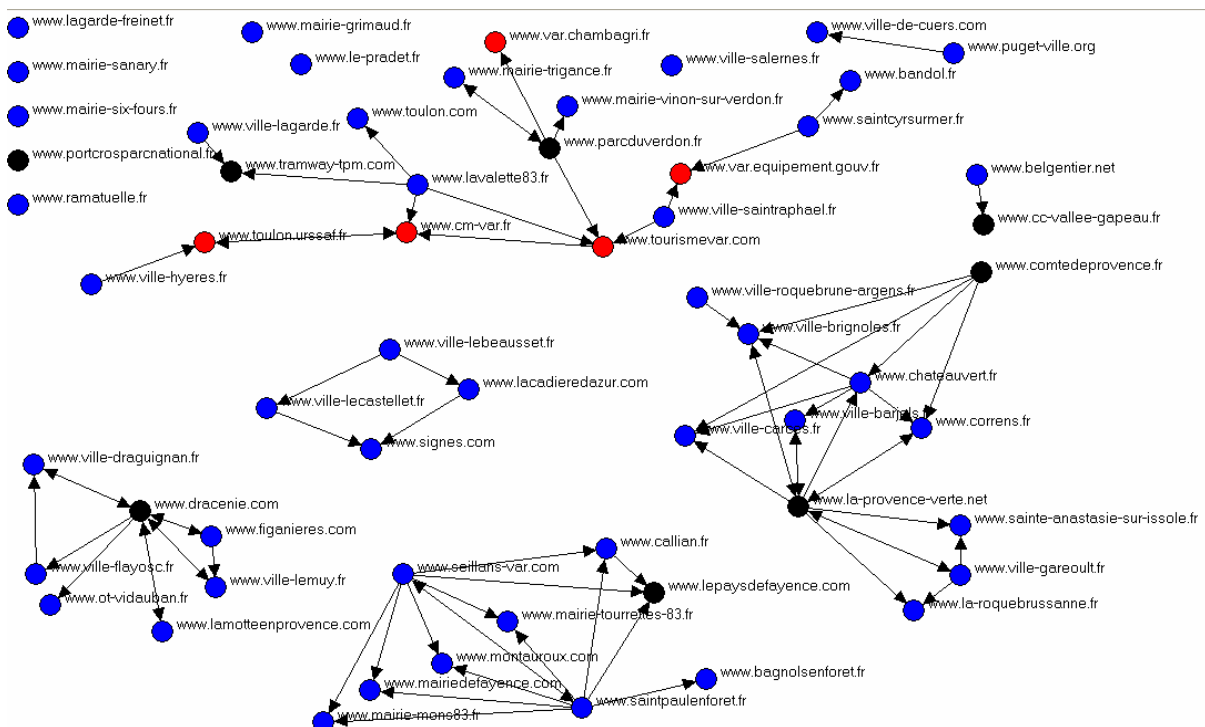 www.lagarde-freinet.fr
www.mairie-grimaud.fr
www.var.chambagri.fr
www.ville-de-cuers.com
www.puget-ville.org
www.mairie-sanary.fr
www.le-pradet.fr
www.mairie-trigance.fr
www.ville-salernes.fr
www.bandol.fr
www.mairie-six-fours.fr
www.toulon.com
www.mairie-vinon-sur-verdon.fr
www.saintcyrsurmer.fr
www.ville-lagarde.fr
www.parcduverdon.fr
www.portcrosparcnational.fr
www.tramway-tpm.com
www.var.equipement.gouv.fr
www.belgentier.net
www.lavalette83.fr
www.ramatuelle.fr
www.ville-saintraphael.fr
www.cc-vallee-gapeau.fr
www.toulon.urssaf.fr
www.cm-var.fr
www.tourismevar.com
www.comtedeprovence.fr
www.ville-hyeres.fr
www.ville-roquebrune-argens.fr
www.ville-brignoles.fr
www.ville-lebeausset.fr
www.chateauvert.fr
www.lacadieredazur.com
www.ville-lecastellet.fr
www.ville-barjols.fr
www.correns.fr
www.ville-carces.fr
www.signes.com
www.ville-draguignan.fr
www.dracenie.com
www.la-provence-verte.net
www.figanieres.com
www.sainte-anastasie-sur-issole.fr
www.callian.fr
www.ville-flayosc.fr
www.seillans-var.com
www.ville-gareoult.fr
www.ville-lemuy.fr
www.lepaysdefayence.com
www.ot-vidauban.fr
www.la-roquebrussanne.fr
www.mairie-tourrettes-83.fr
www.lamotteenprovence.com
www.montauroux.com
www.bagnolsenforet.fr
www.mairiedefayence.com
www.saintpaulenforet.fr
www.mairie-mons83.fr